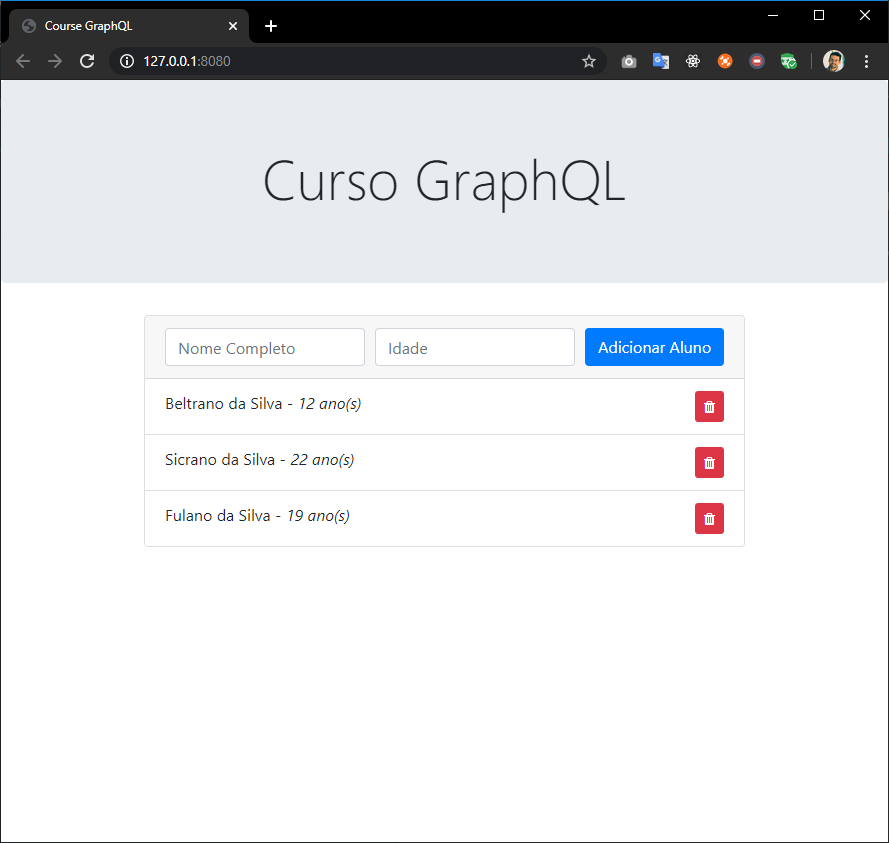 Course GraphQL
127.0.0.1:8080
Curso GraphQL
Nome Completo Idade Adicionar Aluno
Beltrano da Silva - 12 ano(s)
Sicrano da Silva - 22 ano(s)
Fulano da Silva - 19 ano(s)